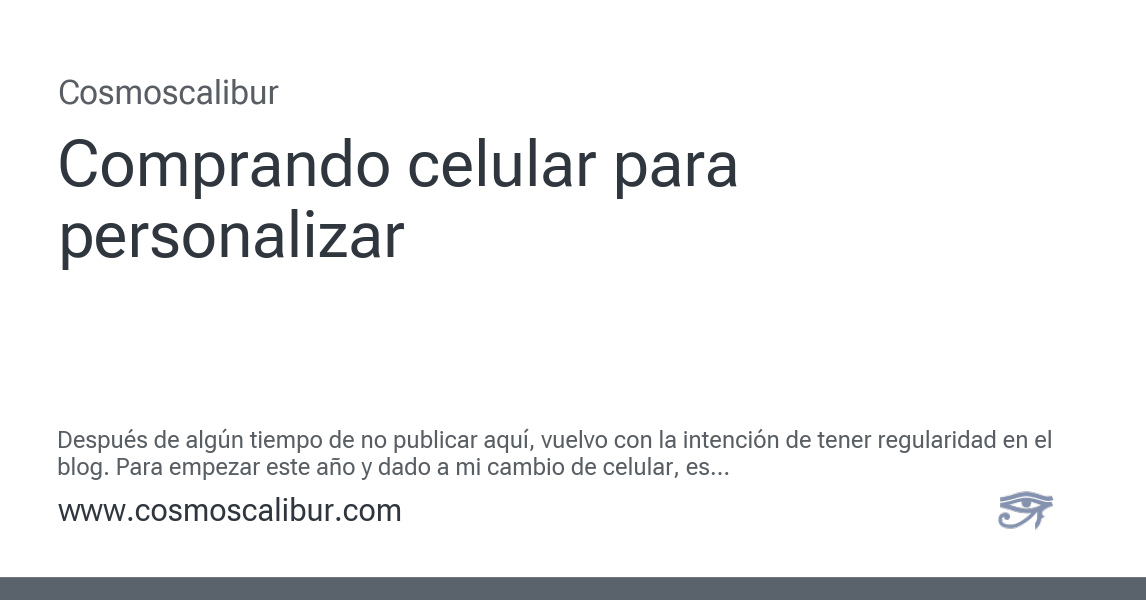 Cosmoscalibur
Comprando celular para
personalizar
Después de algún tiempo de no publicar aquí, vuelvo con la intención de tener regularidad en el
blog. Para empezar este año y dado a mi cambio de celular, es...
www.cosmoscalibur.com